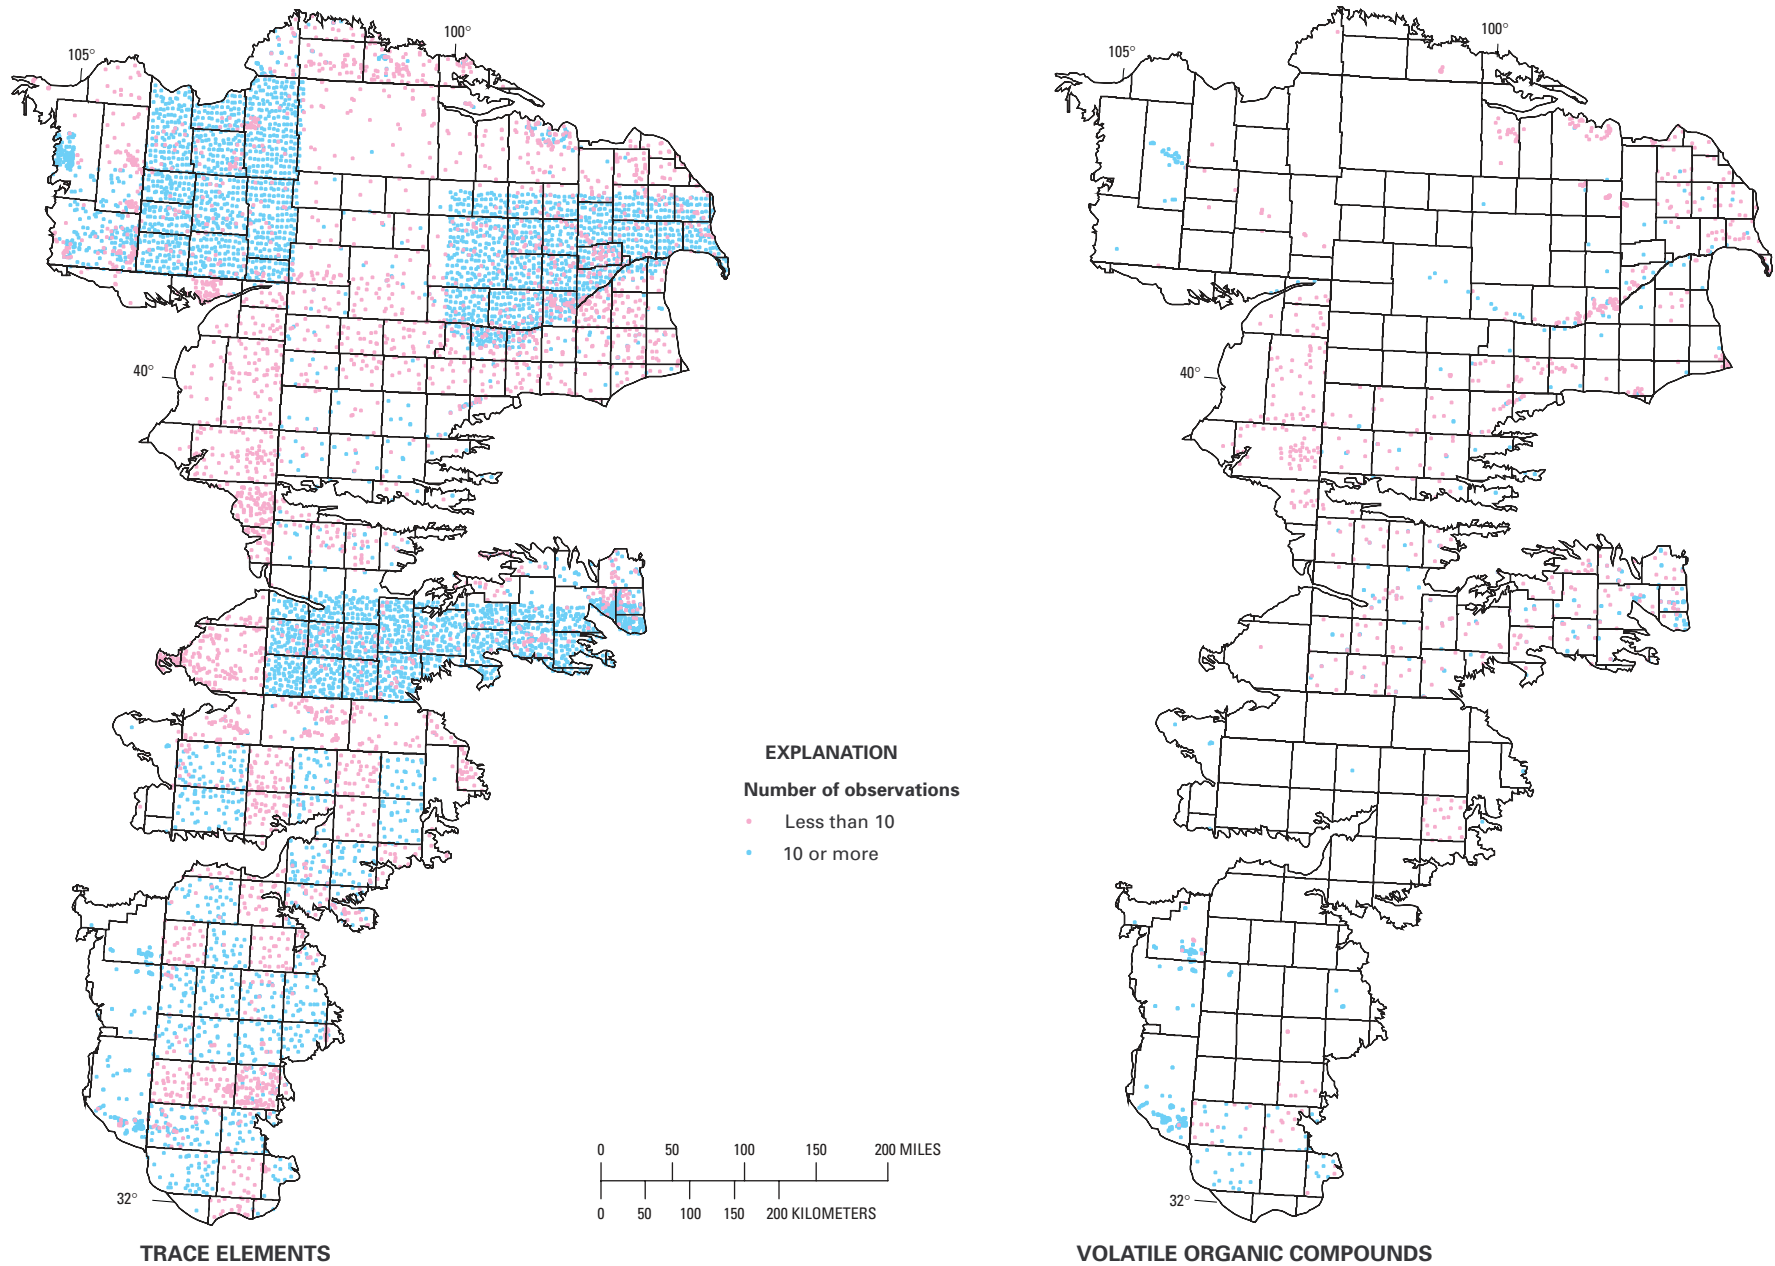 105°
100°
40°
32°
105°
100°
40°
32°
EXPLANATION
Number of observations
Less than 10
10 or more
0 50 100 150 200 MILES
0 50 100 150 200 KILOMETERS
TRACE ELEMENTS
VOLATILE ORGANIC COMPOUNDS